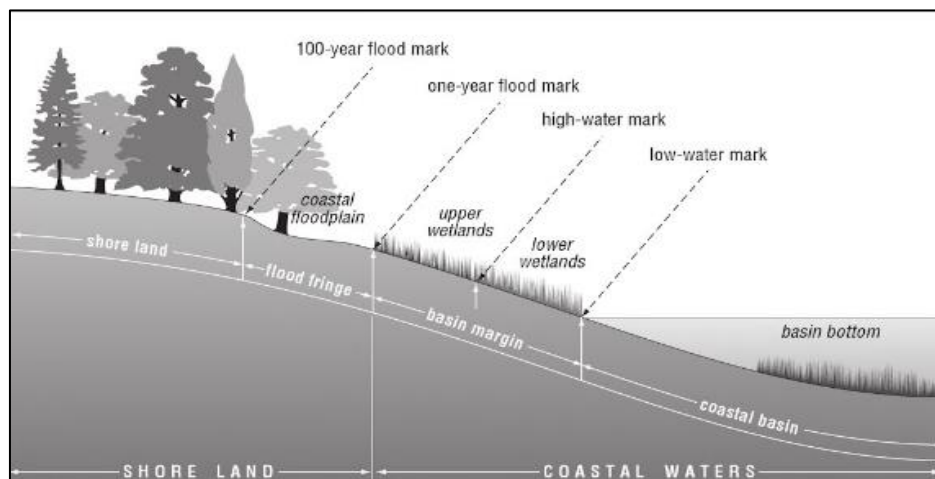 100-year flood mark
one-year flood mark
high-water mark
low-water mark
coastal
floodplain
upper
wetlands
lower
wetlands
basin bottom
shore land
flood fringe
basin margin
coastal basin
SHORE LAND
COASTAL WATERS